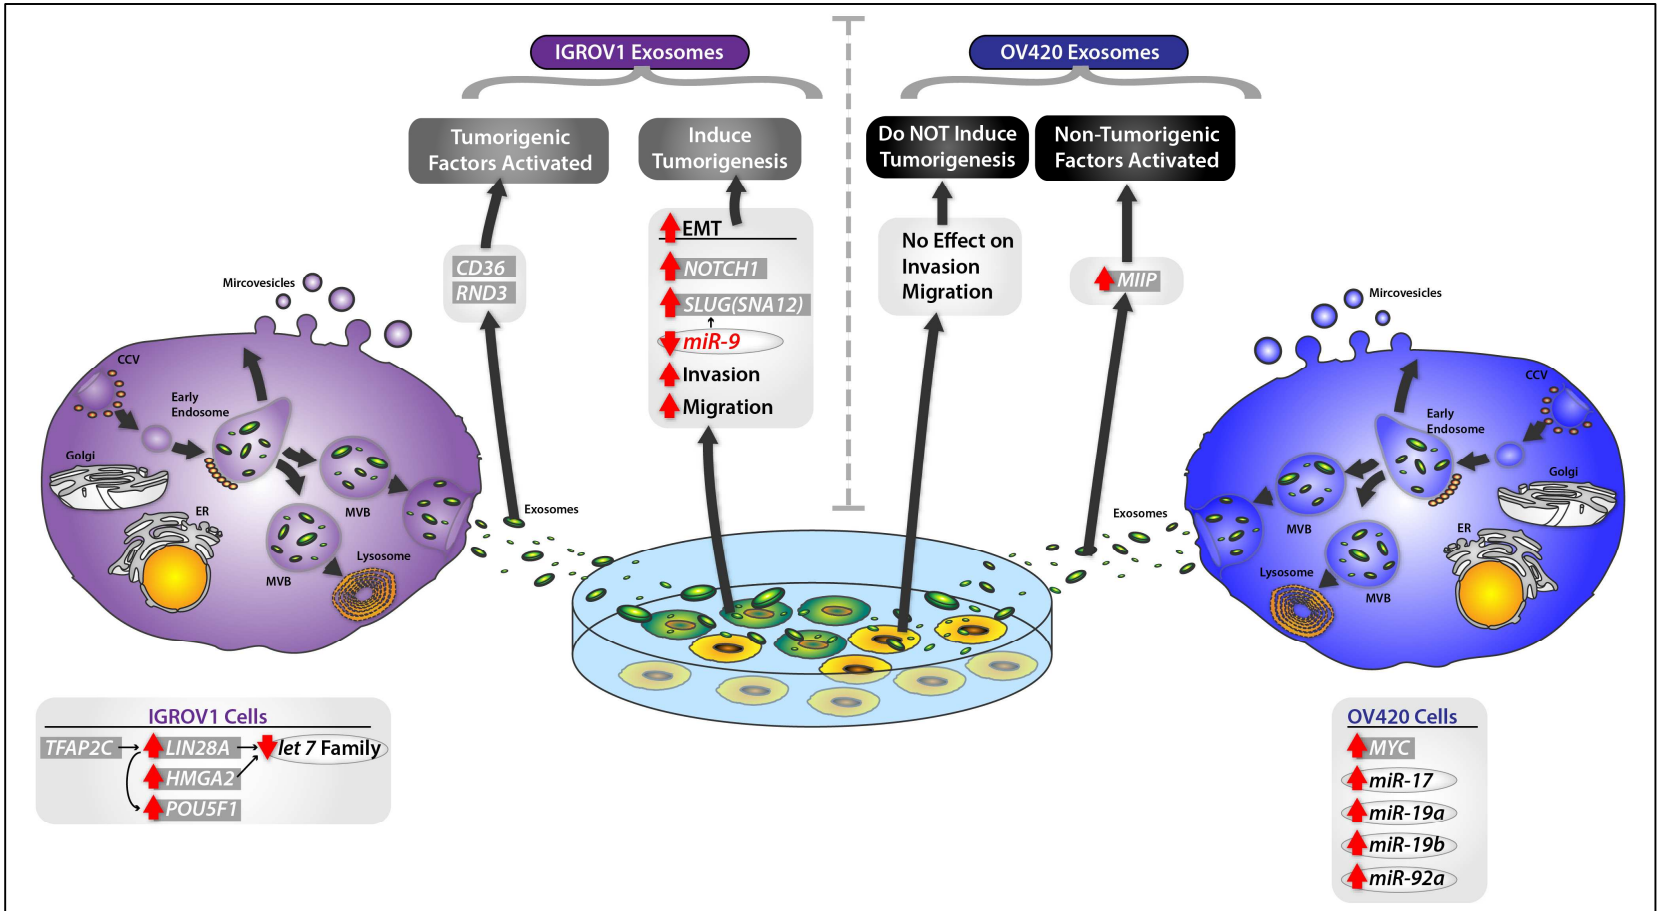 IGROV1 Exosomes
OV420 Exosomes
Tumorigenic
Factors Activated
Induce
Tumorigenesis
Do NOT Induce
Tumorigenesis
Non-Tumorigenic
Factors Activated
CD36
RND3
EMT
NOTCH1
SLUG(SNA12)
miR-9
Invasion
Migration
No Effect on
Invasion
Migration
MIIP
Mircovesicles
CCV
Early
Endosome
Golgi
ER
MVB
MVB
Lysosome
Exosomes
Mircovesicles
CCV
Early
Endosome
Golgi
ER
MVB
MVB
Lysosome
Exosomes
IGROV1 Cells
TFAP2C LIN28A let 7 Family
HMGA2
POU5F1
OV420 Cells
MYC
miR-17
miR-19a
miR-19b
miR-92a